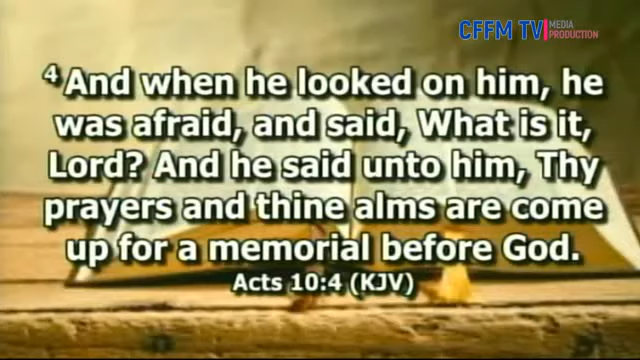 CFFM TV MEDIA
PRODUCTION
4 And when he looked on him, he
was afraid, and said, What is it,
Lord? And he said unto him, Thy
prayers and thine alms are come
up for a memorial before God.
Acts 10:4 (KJV)